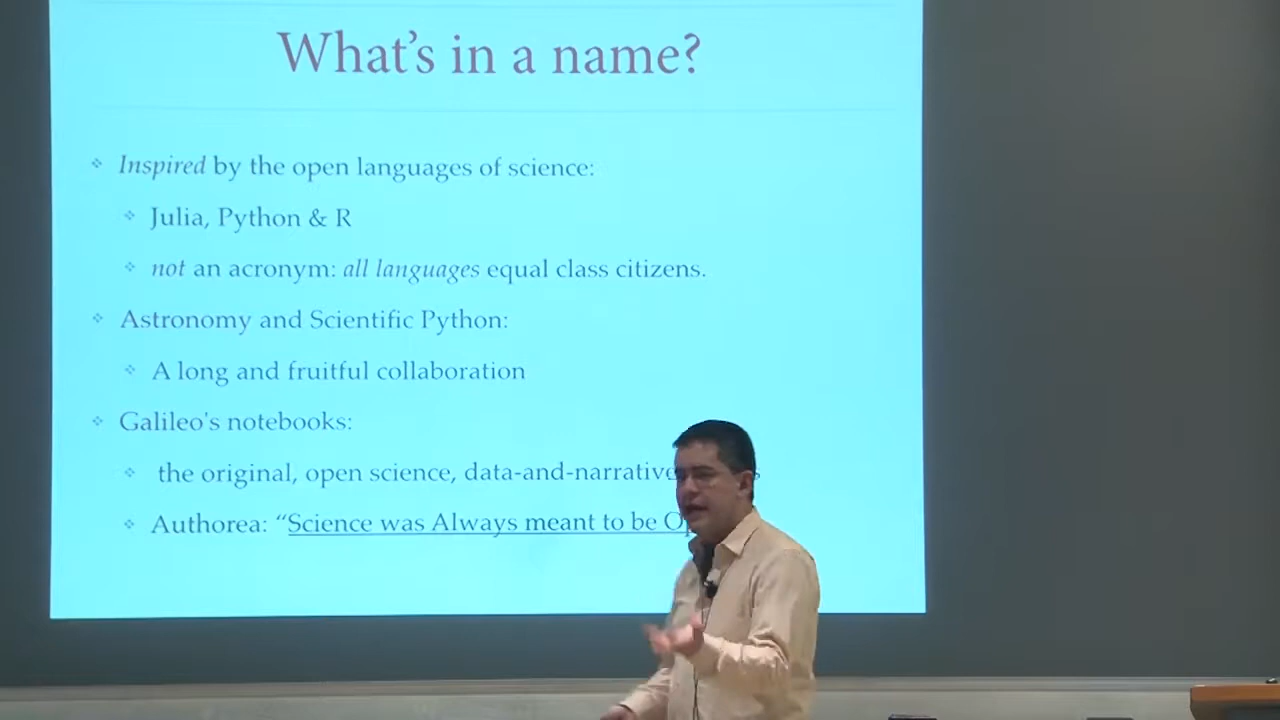 What's in a name?
Inspired by the open languages of science:
Julia, Python & R
not an acronym: all languages equal class citizens.
Astronomy and Scientific Python:
A long and fruitful collaboration
Galileo's notebooks:
the original, open science, data-and-narrative
Authorea: “Science was Always meant to be